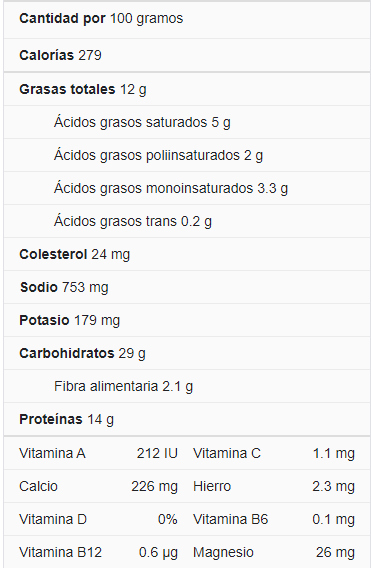 Cantidad por 100 gramos
Calorías 279
Grasas totales 12 g
Ácidos grasos saturados 5 g
Ácidos grasos poliinsaturados 2 g
Ácidos grasos monoinsaturados 3.3 g
Ácidos grasos trans 0.2 g
Colesterol 24 mg
Sodio 753 mg
Potasio 179 mg
Carbohidratos 29 g
Fibra alimentaria 2.1 g
Proteínas 14 g
Vitamina A 212 IU Vitamina C 1.1 mg
Calcio 226 mg Hierro 2.3 mg
Vitamina D 0% Vitamina B6 0.1 mg
Vitamina B12 0.6 µg Magnesio 26 mg